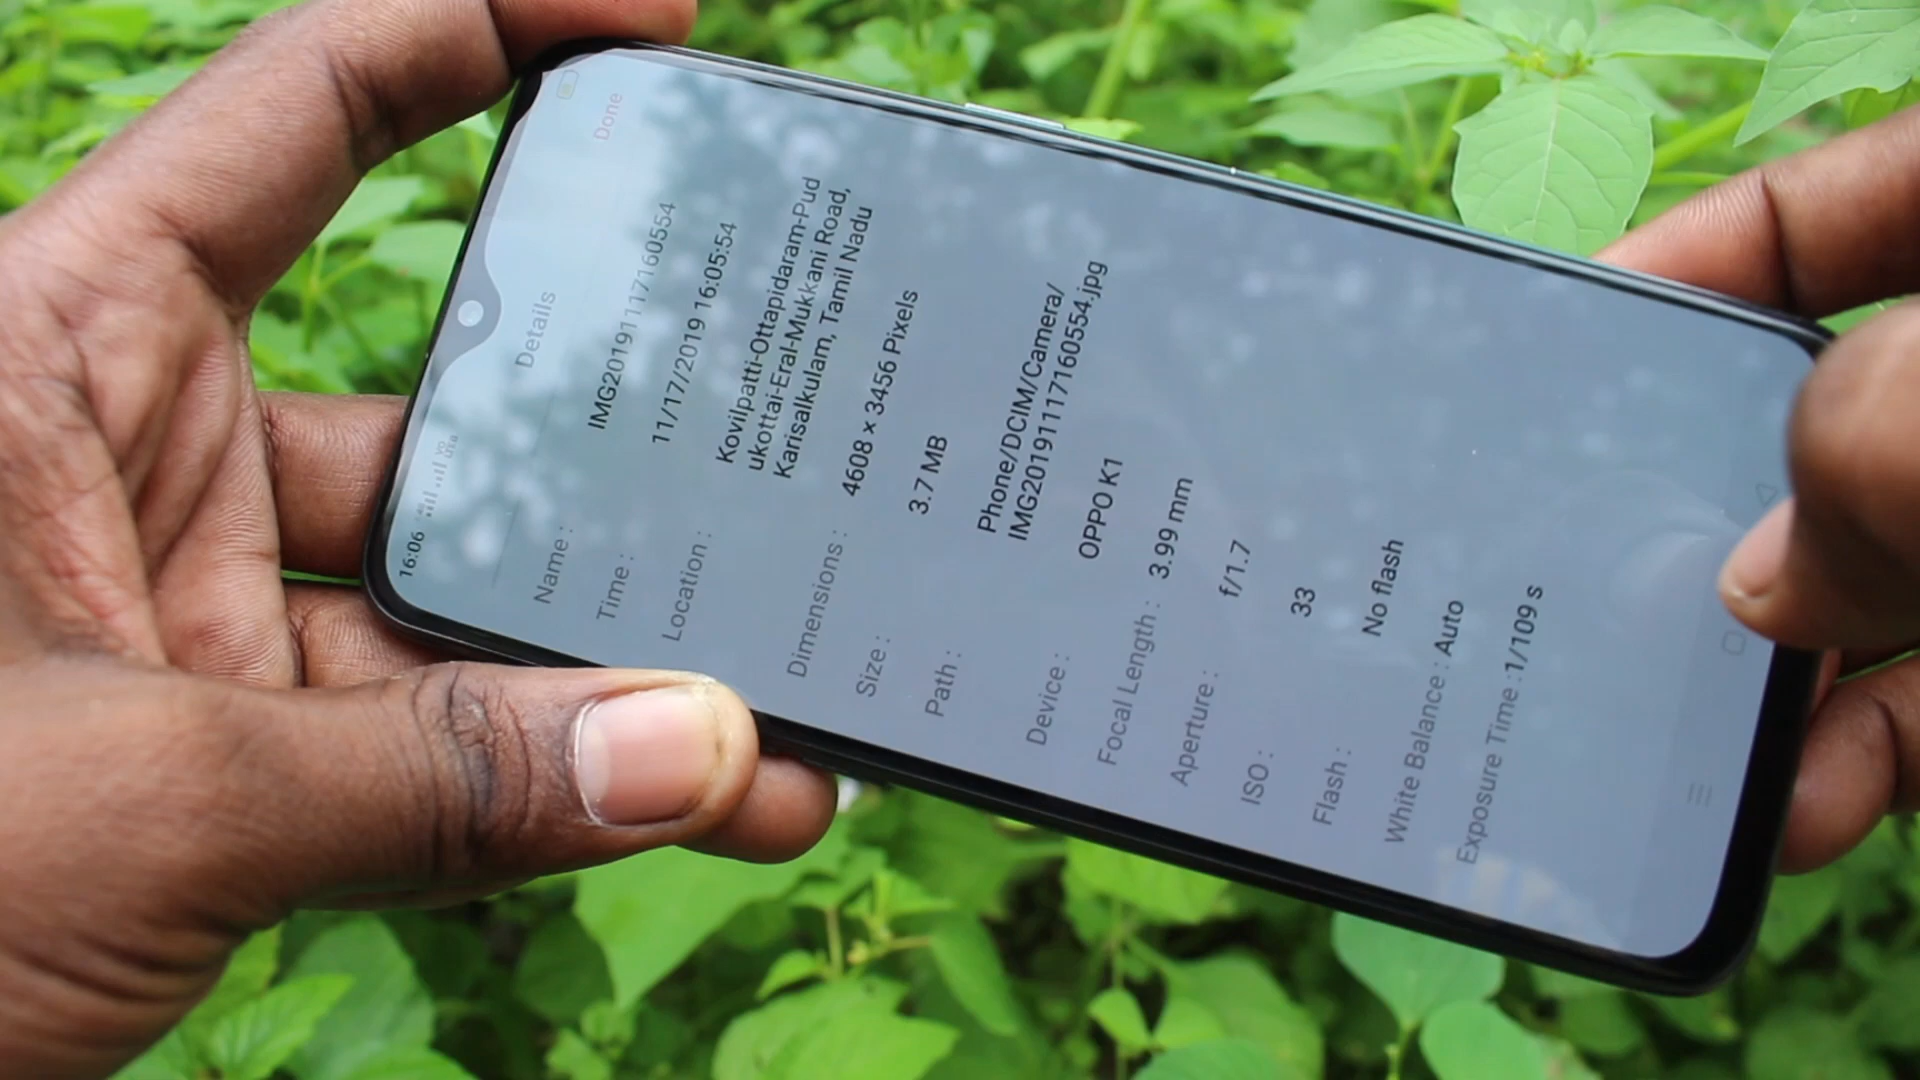 16:06
Details
Done
Name : IMG20191117160554
Time : 11/17/2019 16:05:54
Location : Kovilpatti-Ottapidaram-Pud
ukottai-Eral-Mukkani Road,
Karisalkulam, Tamil Nadu
Dimensions : 4608 × 3456 Pixels
Size : 3.7 MB
Path : Phone/DCIM/Camera/
IMG20191117160554.jpg
Device : OPPO K1
Focal Length : 3.99 mm
Aperture : f/1.7
ISO : 33
Flash : No flash
White Balance : Auto
Exposure Time : 1/109 s